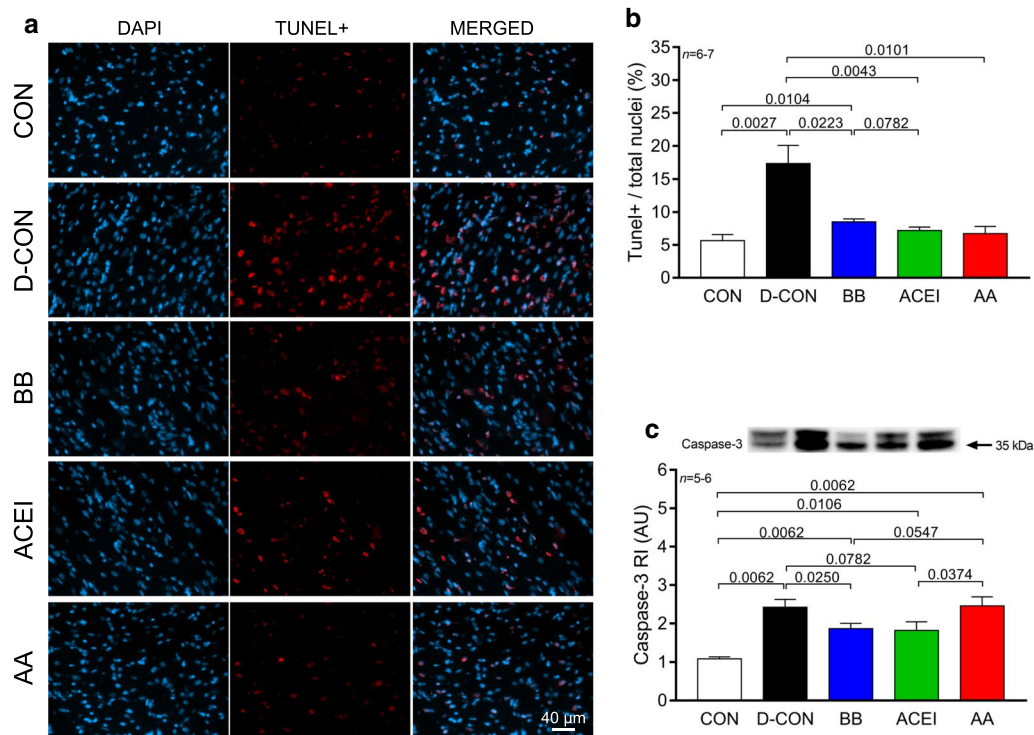 a
DAPI TUNEL+ MERGED
CON
D-CON
BB
ACEI
AA
40 µm
b
Tunel+ / total nuclei (%)
n=6-7
35
30
25
20
15
10
5
0
0.0101
0.0043
0.0104
0.0027 0.0223 0.0782
CON D-CON BB ACEI AA
c
Caspase-3 35 kDa
Caspase-3 RI (AU)
n=5-6
6
5
4
3
2
1
0
0.0062
0.0106
0.0062 0.0547
0.0782
0.0062 0.0250 0.0374
CON D-CON BB ACEI AA